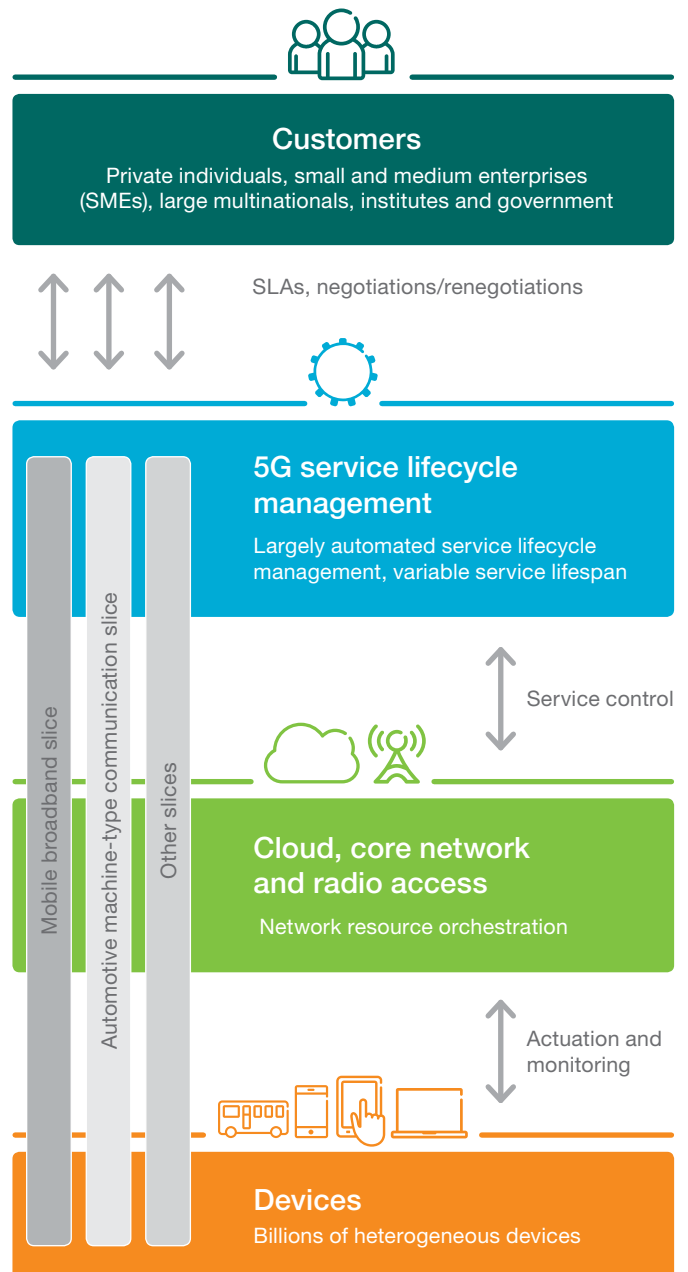 Customers
Private individuals, small and medium enterprises
(SMEs), large multinationals, institutes and government
SLAs, negotiations/renegotiations
5G service lifecycle
management
Largely automated service lifecycle
management, variable service lifespan
Mobile broadband slice
Automotive machine-type communication slice
Other slices
Service control
Cloud, core network
and radio access
Network resource orchestration
Actuation and
monitoring
Devices
Billions of heterogeneous devices